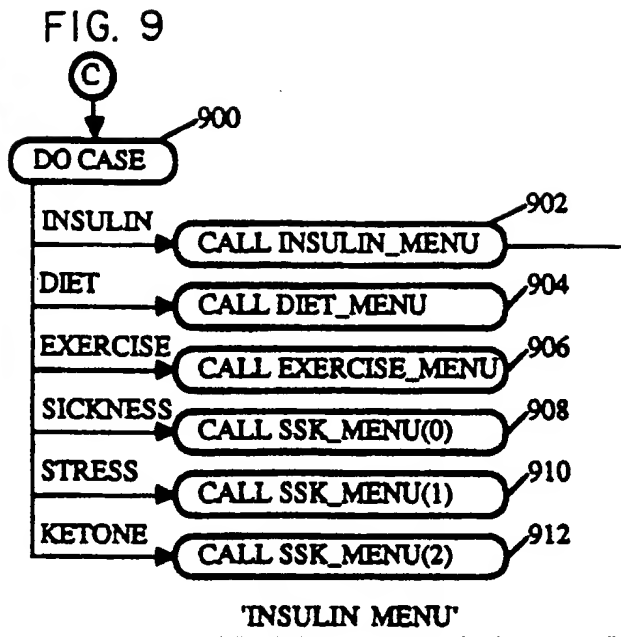 FIG. 9
C
900
DO CASE
INSULIN
902
CALL INSULIN_MENU
DIET
904
CALL DIET_MENU
EXERCISE
906
CALL EXERCISE_MENU
SICKNESS
908
CALL SSK_MENU(0)
STRESS
910
CALL SSK_MENU(1)
KETONE
912
CALL SSK_MENU(2)
'INSULIN MENU'